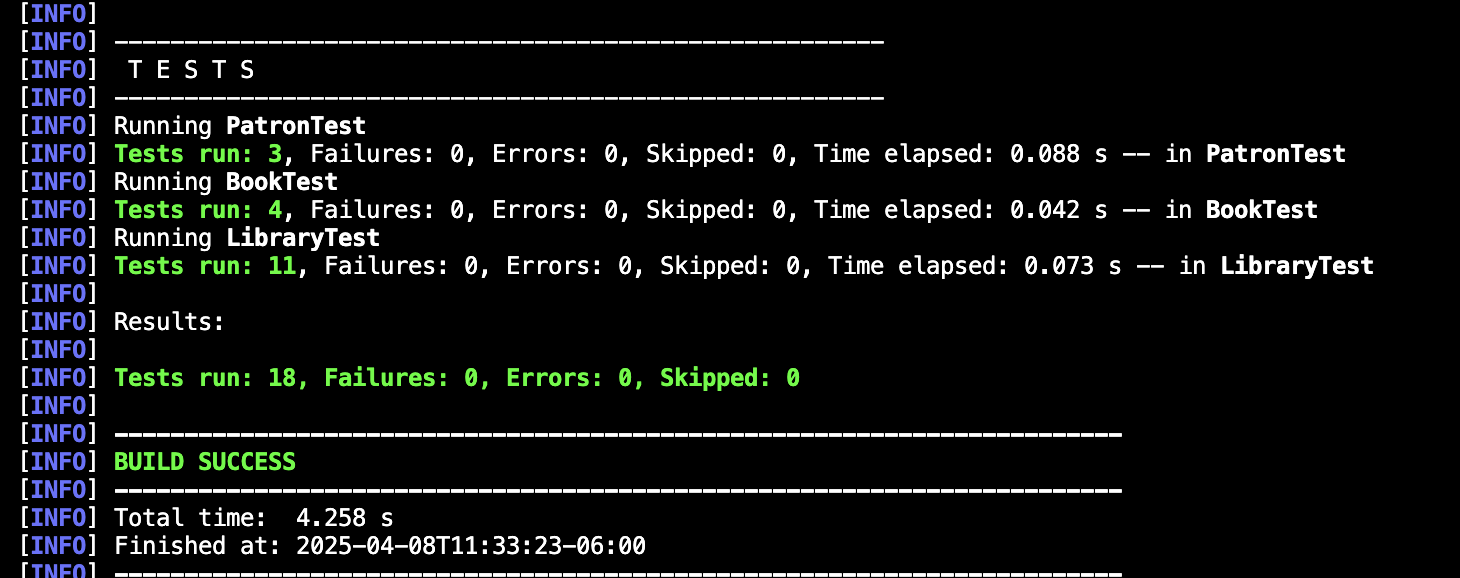 [INFO]
[INFO] -------------------------------------------------------
[INFO]  T E S T S
[INFO] -------------------------------------------------------
[INFO] Running PatronTest
[INFO] Tests run: 3, Failures: 0, Errors: 0, Skipped: 0, Time elapsed: 0.088 s -- in PatronTest
[INFO] Running BookTest
[INFO] Tests run: 4, Failures: 0, Errors: 0, Skipped: 0, Time elapsed: 0.042 s -- in BookTest
[INFO] Running LibraryTest
[INFO] Tests run: 11, Failures: 0, Errors: 0, Skipped: 0, Time elapsed: 0.073 s -- in LibraryTest
[INFO]
[INFO] Results:
[INFO]
[INFO] Tests run: 18, Failures: 0, Errors: 0, Skipped: 0
[INFO]
[INFO] ------------------------------------------------------------------------
[INFO] BUILD SUCCESS
[INFO] ------------------------------------------------------------------------
[INFO] Total time:  4.258 s
[INFO] Finished at: 2025-04-08T11:33:23-06:00
[INFO] ------------------------------------------------------------------------